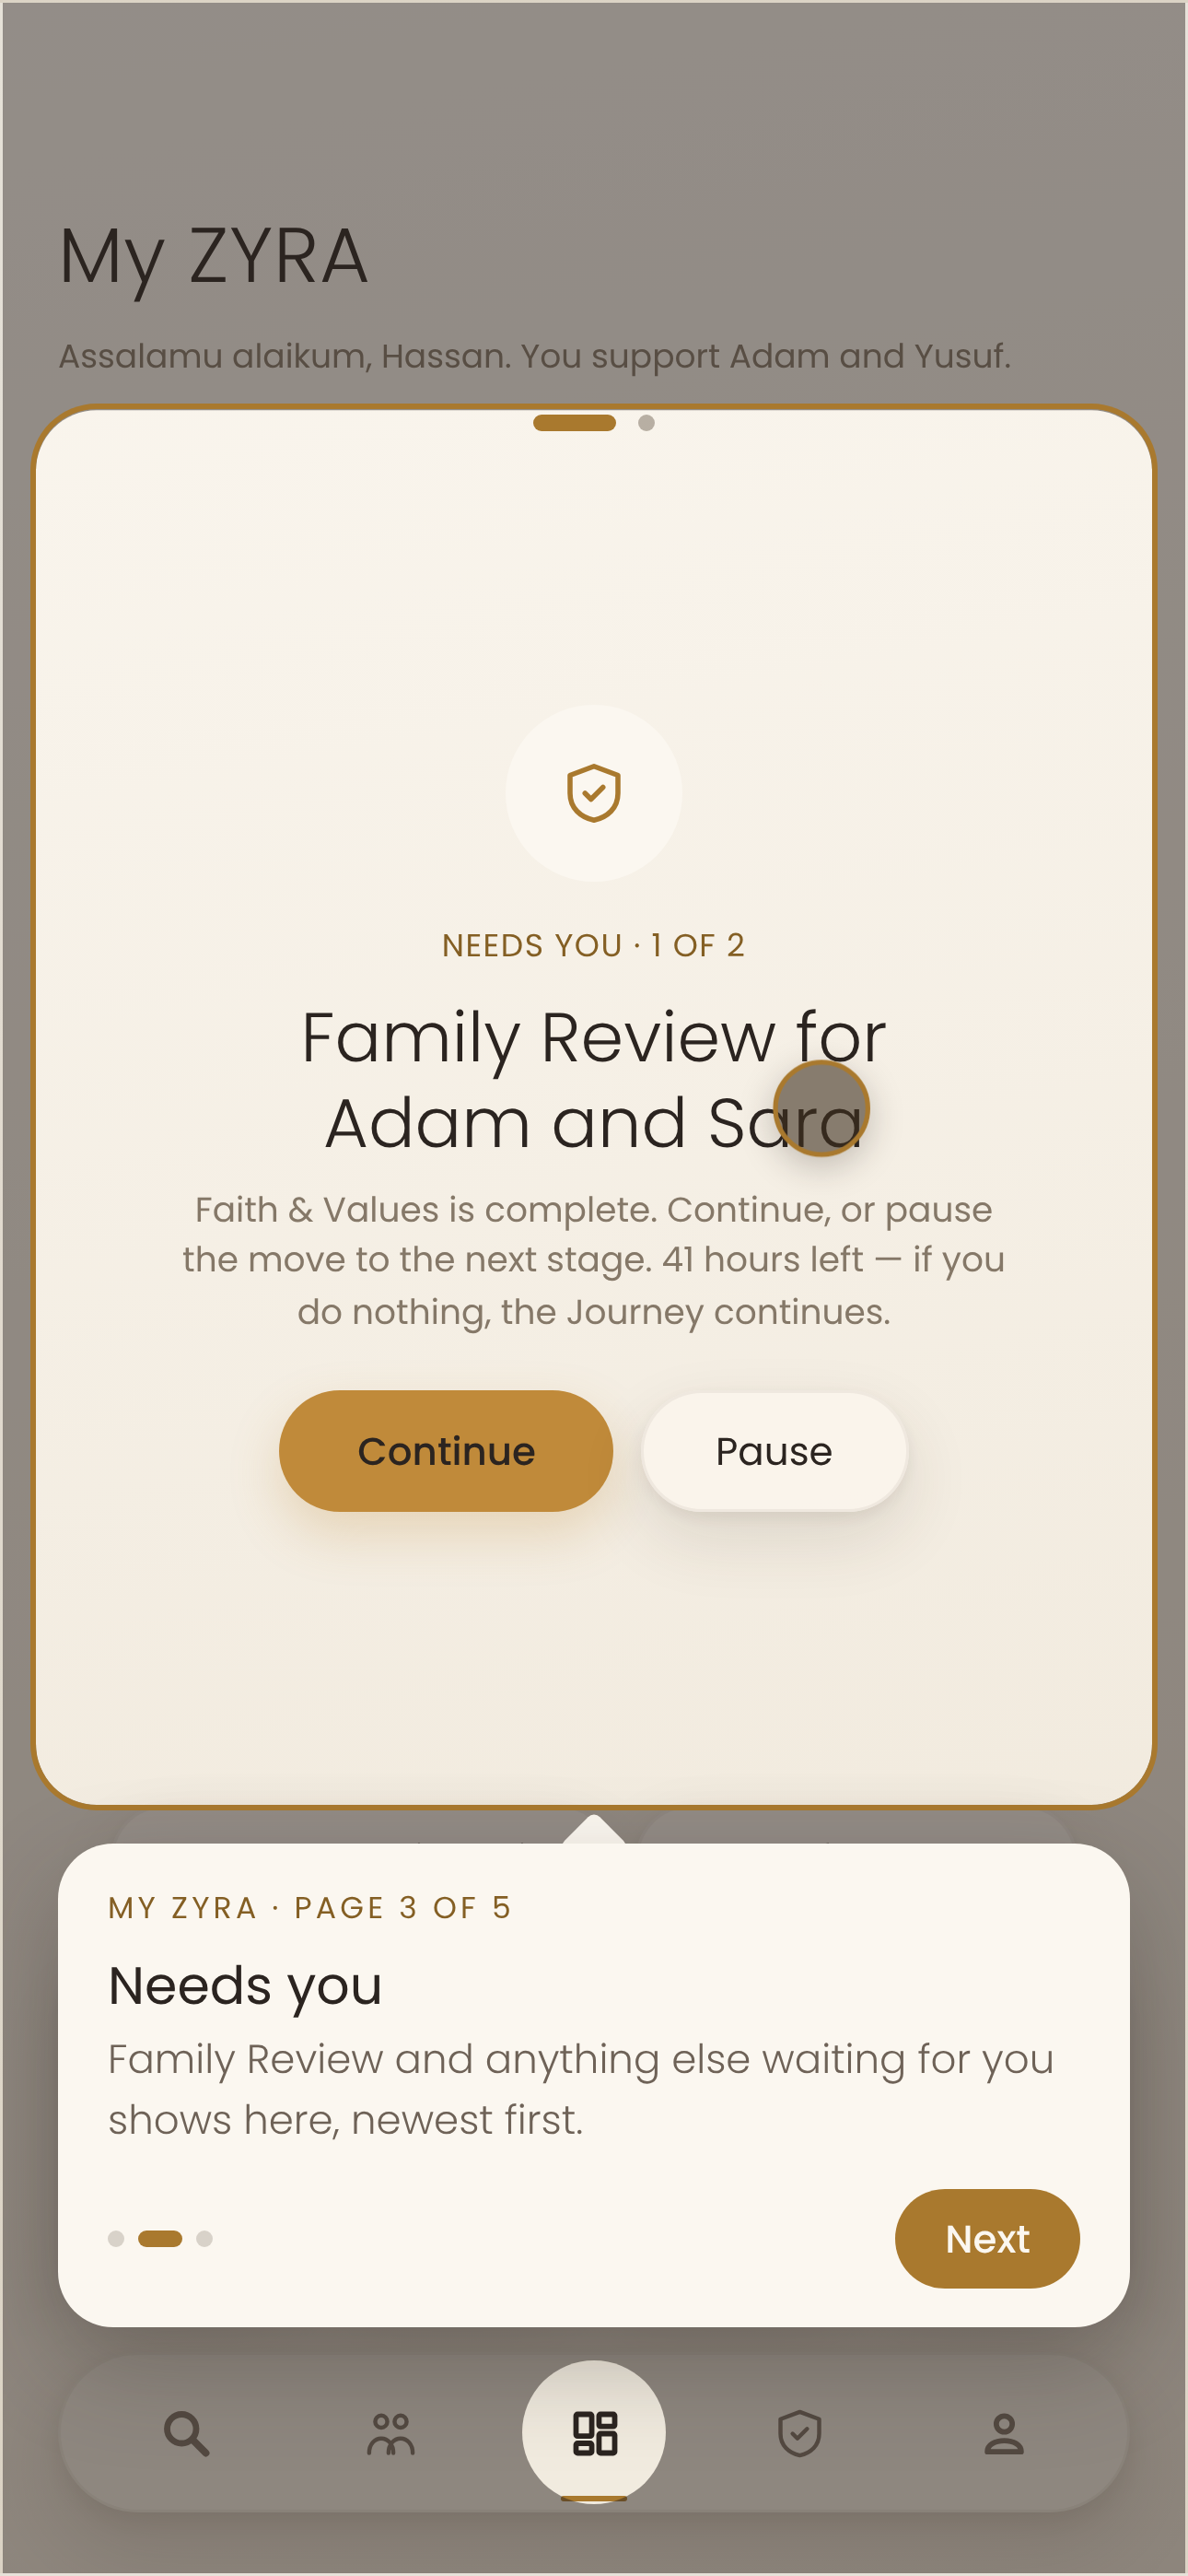 My ZYRA
Assalamu alaikum, Hassan. You support Adam and Yusuf.
NEEDS YOU · 1 OF 2
Family Review for
Adam and Sara
Faith & Values is complete. Continue, or pause
the move to the next stage. 41 hours left — if you
do nothing, the Journey continues.
Continue
Pause
MY ZYRA · PAGE 3 OF 5
Needs you
Family Review and anything else waiting for you
shows here, newest first.
Next